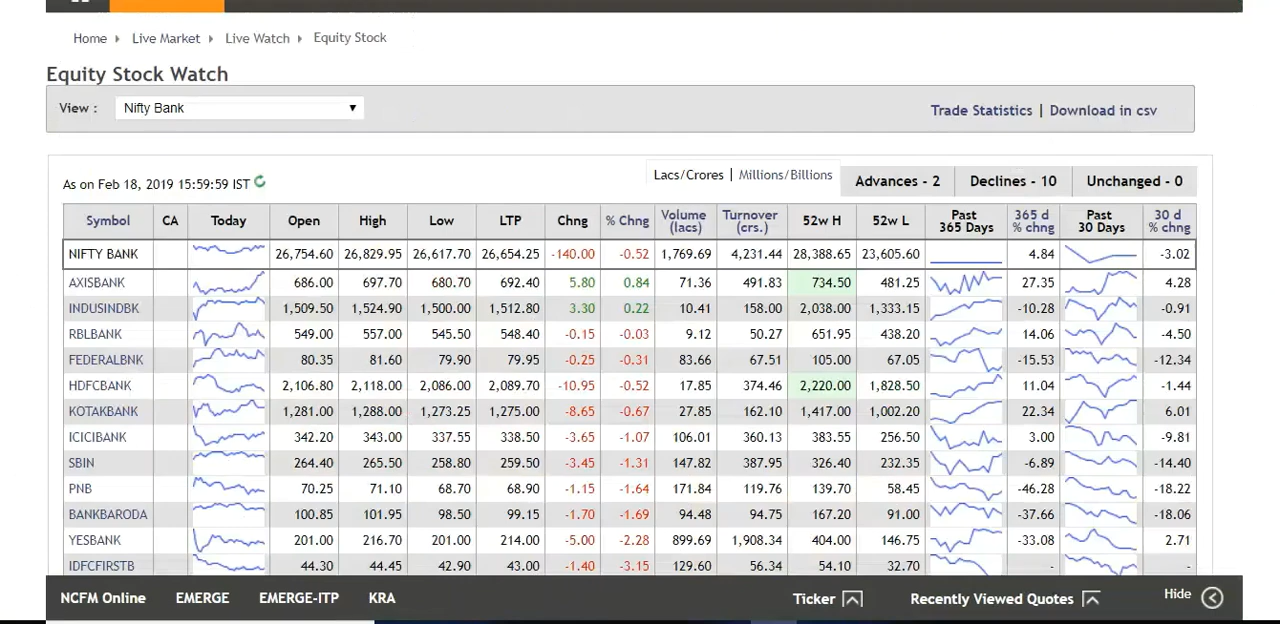 Home Live Market Live Watch Equity Stock
Equity Stock Watch
View : Nifty Bank
Trade Statistics | Download in csv
As on Feb 18, 2019 15:59:59 IST
Lacs/Crores | Millions/Billions Advances - 2 Declines - 10 Unchanged - 0
Symbol CA Today Open High Low LTP Chng % Chng Volume (lacs) Turnover (crs.) 52w H 52w L Past 365 Days 365 d % chng Past 30 Days 30 d % chng
NIFTY BANK 26,754.60 26,829.95 26,617.70 26,654.25 -140.00 -0.52 1,769.69 4,231.44 28,388.65 23,605.60 4.84 -3.02
AXISBANK 686.00 697.70 680.70 692.40 5.80 0.84 71.36 491.83 734.50 481.25 27.35 4.28
INDUSINDBK 1,509.50 1,524.90 1,500.00 1,512.80 3.30 0.22 10.41 158.00 2,038.00 1,333.15 -10.28 -0.91
RBLBANK 549.00 557.00 545.50 548.40 -0.15 -0.03 9.12 50.27 651.95 438.20 14.06 -4.50
FEDERALBNK 80.35 81.60 79.90 79.95 -0.25 -0.31 83.66 67.51 105.00 67.05 -15.53 -12.34
HDFCBANK 2,106.80 2,118.00 2,086.00 2,089.70 -10.95 -0.52 17.85 374.46 2,220.00 1,828.50 11.04 -1.44
KOTAKBANK 1,281.00 1,288.00 1,273.25 1,275.00 -8.65 -0.67 27.85 162.10 1,417.00 1,002.20 22.34 6.01
ICICIBANK 342.20 343.00 337.55 338.50 -3.65 -1.07 106.01 360.13 383.55 256.50 3.00 -9.81
SBIN 264.40 265.50 258.80 259.50 -3.45 -1.31 147.82 387.95 326.40 232.35 -6.89 -14.40
PNB 70.25 71.10 68.70 68.90 -1.15 -1.64 171.84 119.76 139.70 58.45 -46.28 -18.22
BANKBARODA 100.85 101.95 98.50 99.15 -1.70 -1.69 94.48 94.75 167.20 91.00 -37.66 -18.06
YESBANK 201.00 216.70 201.00 214.00 -5.00 -2.28 899.69 1,908.34 404.00 146.75 -33.08 2.71
IDFCFIRSTB 44.30 44.45 42.90 43.00 -1.40 -3.15 129.60 56.34 54.10 32.70 - -
NCFM Online EMERGE EMERGE-ITP KRA Ticker Recently Viewed Quotes Hide